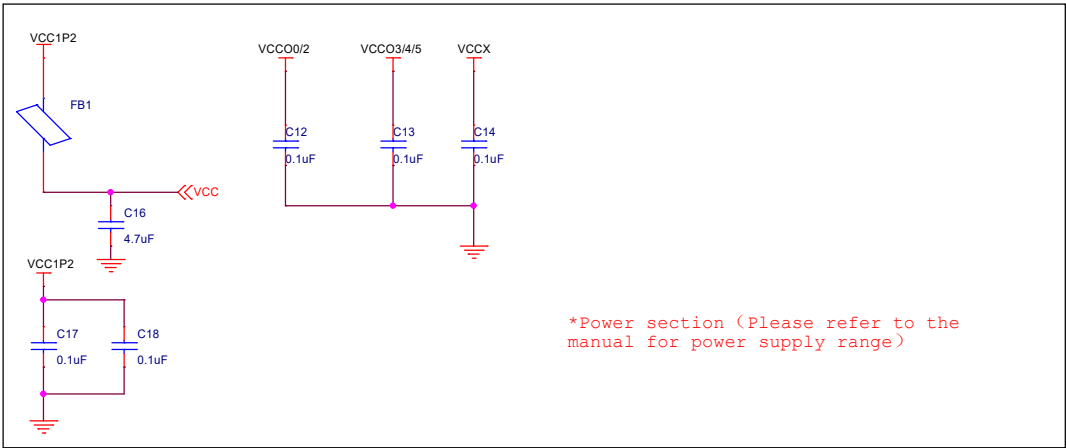 VCC1P2
FB1
VCC
C16
4.7uF
VCC1P2
C17
0.1uF
C18
0.1uF
VCCO0/2
VCCO3/4/5
VCCX
C12
0.1uF
C13
0.1uF
C14
0.1uF
*Power section（Please refer to the
manual for power supply range）